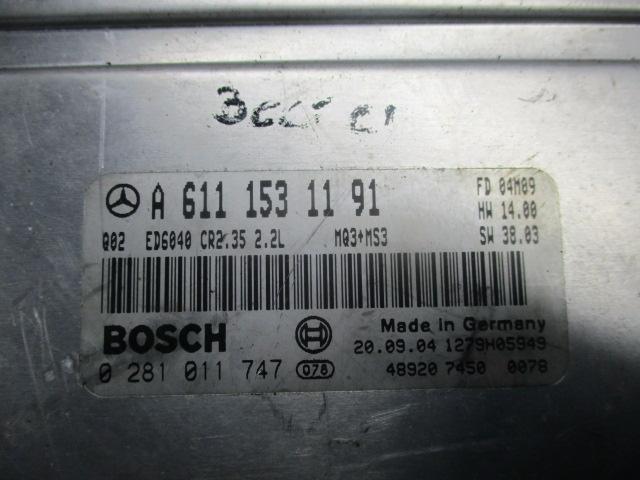 A 611 153 11 91
FD 04M09
HW 14.00
Q02 ED6040 CR2.35 2.2L MQ3+MS3 SW 38.03
BOSCH
Made in Germany
20.09.04 1279H05949
0 281 011 747 078 48920 7450 0078